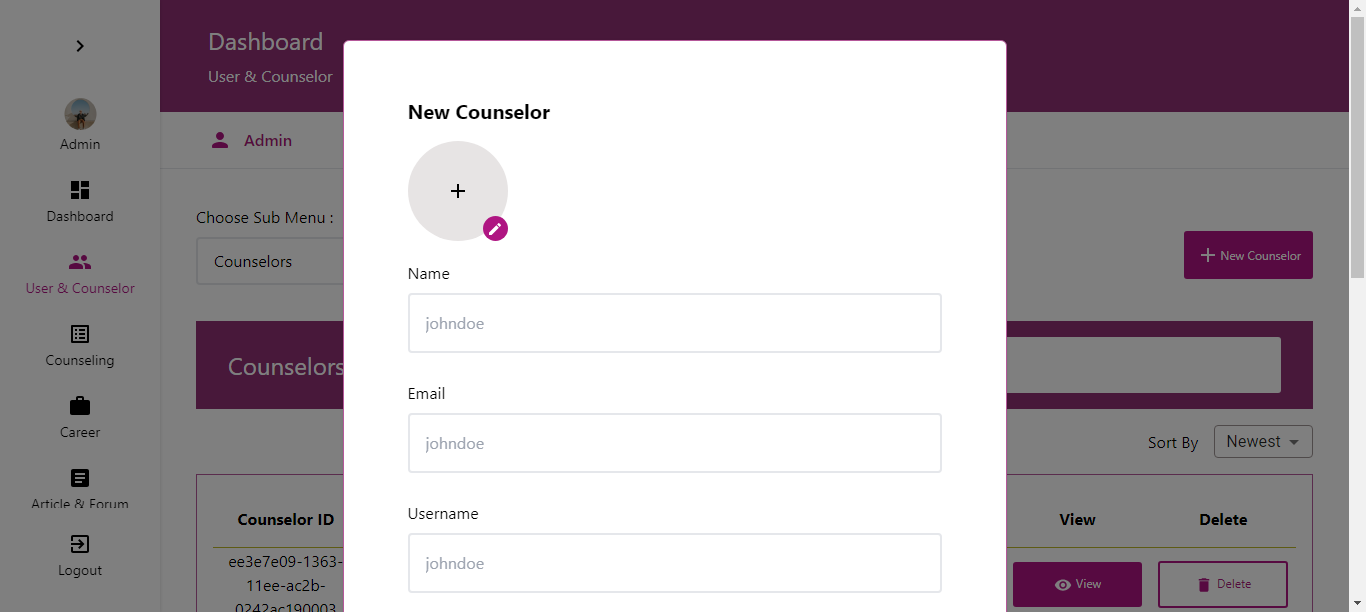 Dashboard
User & Counselor
Admin
Admin
Dashboard
User & Counselor
Counseling
Career
Article & Forum
Logout
Choose Sub Menu :
Counselors
New Counselor
Counselors
Sort By
Newest
Counselor ID
View
Delete
ee3e7e09-1363-
11ee-ac2b-
0242ac190003
View
Delete
New Counselor
Name
johndoe
Email
johndoe
Username
johndoe